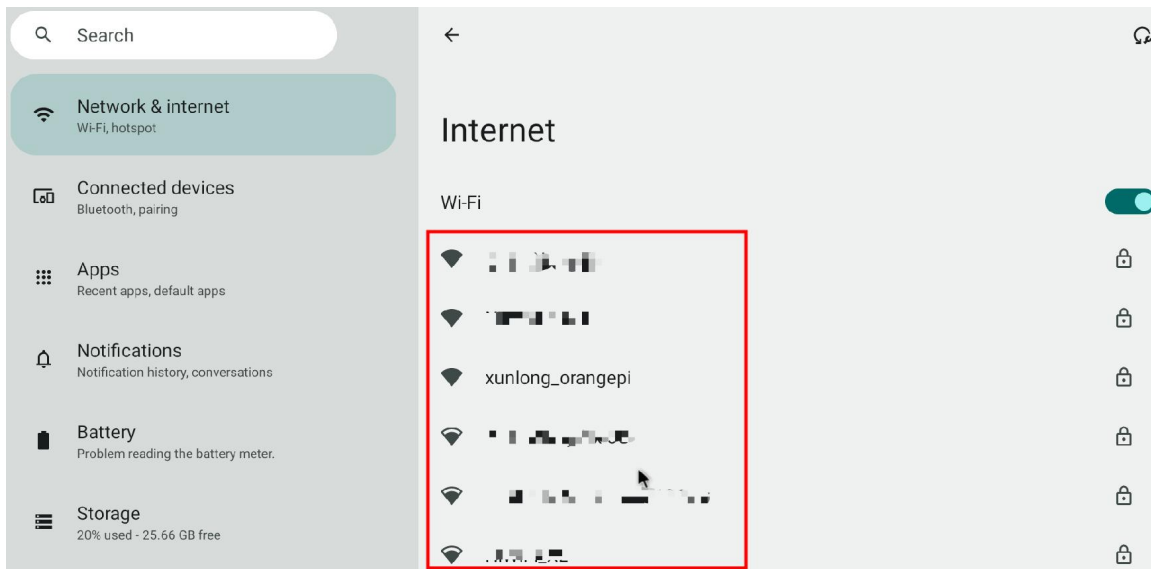 Search
Network & internet
Wi-Fi, hotspot
Connected devices
Bluetooth, pairing
Apps
Recent apps, default apps
Notifications
Notification history, conversations
Battery
Problem reading the battery meter.
Storage
20% used - 25.66 GB free
Internet
Wi-Fi
xunlong_orangepi